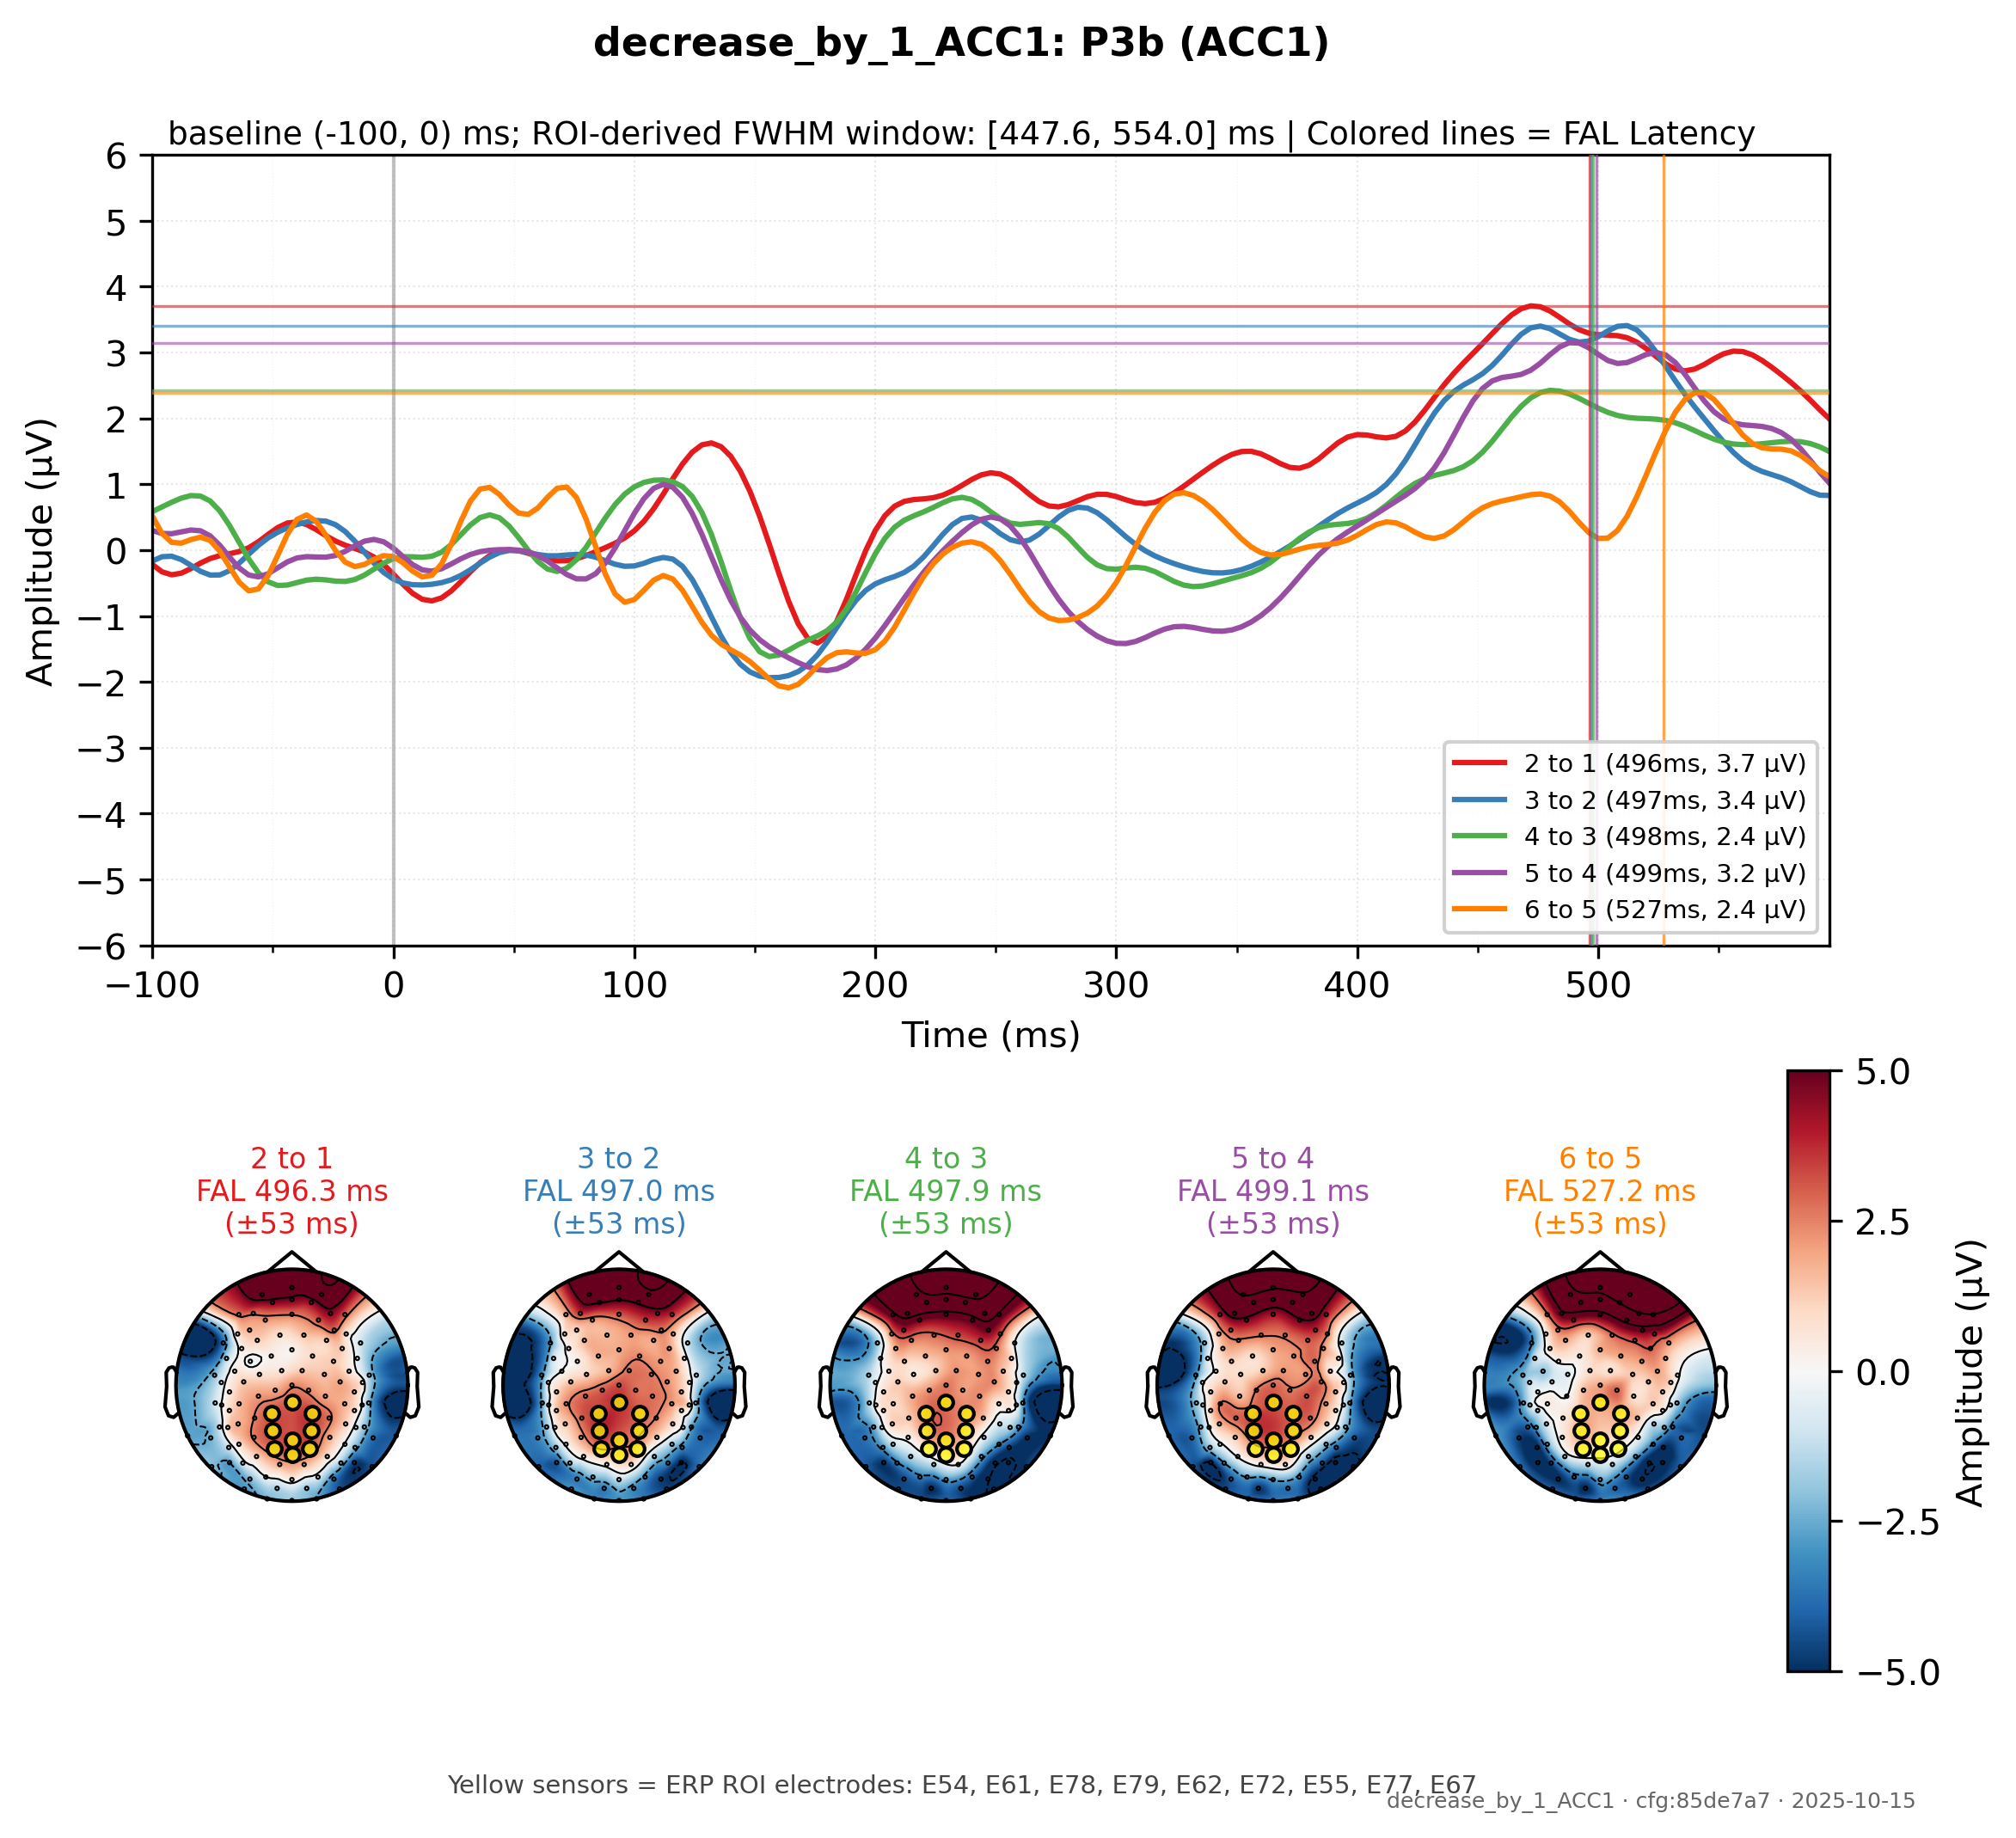 decrease_by_1_ACC1: P3b (ACC1)
baseline (-100, 0) ms; ROI-derived FWHM window: [447.6, 554.0] ms | Colored lines = FAL Latency
Amplitude (µV)
6
5
4
3
2
1
0
−1
−2
−3
−4
−5
−6
2 to 1 (496ms, 3.7 µV)
3 to 2 (497ms, 3.4 µV)
4 to 3 (498ms, 2.4 µV)
5 to 4 (499ms, 3.2 µV)
6 to 5 (527ms, 2.4 µV)
−100 0 100 200 300 400 500
Time (ms)
2 to 1
FAL 496.3 ms
(±53 ms)
3 to 2
FAL 497.0 ms
(±53 ms)
4 to 3
FAL 497.9 ms
(±53 ms)
5 to 4
FAL 499.1 ms
(±53 ms)
6 to 5
FAL 527.2 ms
(±53 ms)
5.0
2.5
0.0
−2.5
−5.0
Amplitude (µV)
Yellow sensors = ERP ROI electrodes: E54, E61, E78, E79, E62, E72, E55, E77, E67
decrease_by_1_ACC1 · cfg:85de7a7 · 2025-10-15